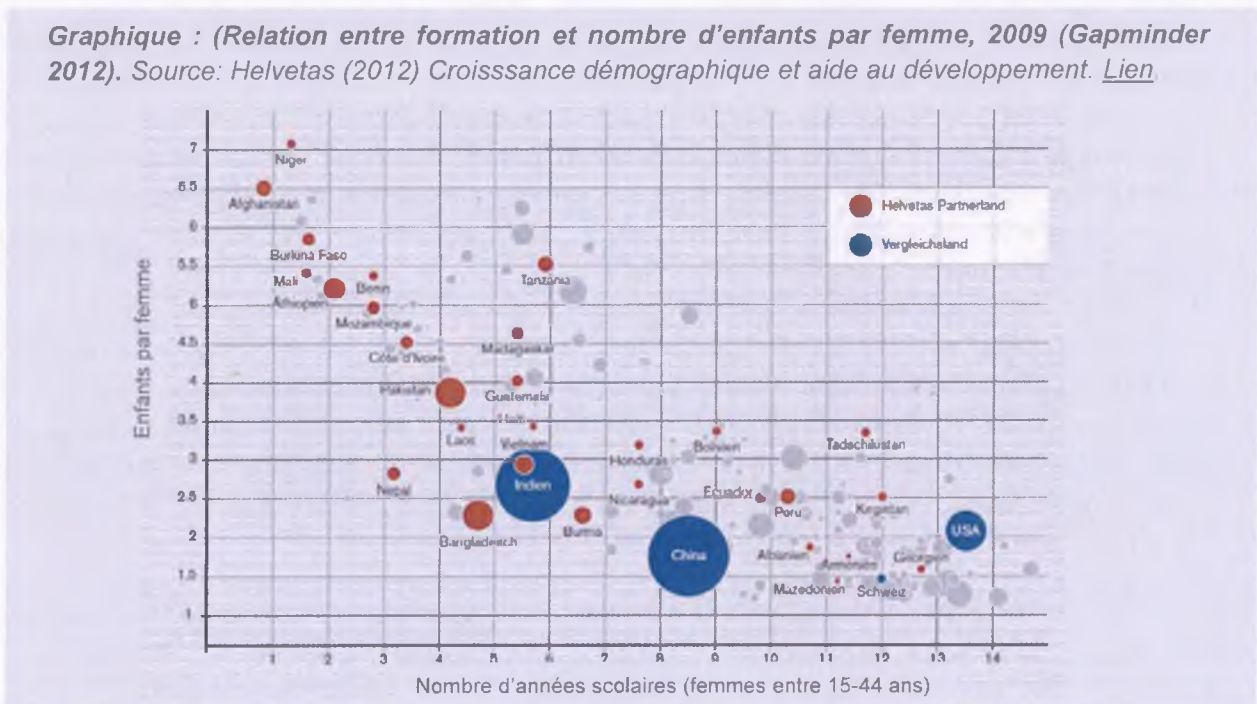 Graphique : (Relation entre formation et nombre d'enfants par femme, 2009 (Gapminder
2012). Source: Helvetas (2012) Croisssance démographique et aide au développement. Lien
Enfants par femme
7
6.5
6
5.5
5
4.5
4
3.5
3
2.5
2
1.5
1
Niger
Afghanistan
Burkuna Faso
Mali
Benin
Äthiopien
Mozambique
Côte d'Ivoire
Pakistan
Laos
Nepal
Bangladesch
Tanzania
Madagaskar
Guatemala
Haiti
Vietnam
Indien
Burma
Honduras
Nicaragua
Bolivien
China
Ecuador
Peru
Tadschikistan
Kirgistan
Albanien
Armenien
Georgien
Mazedonien
Schweiz
USA
Helvetas Partnerland
Vergleichsland
1 2 3 4 5 6 7 8 9 10 11 12 13 14
Nombre d'années scolaires (femmes entre 15-44 ans)